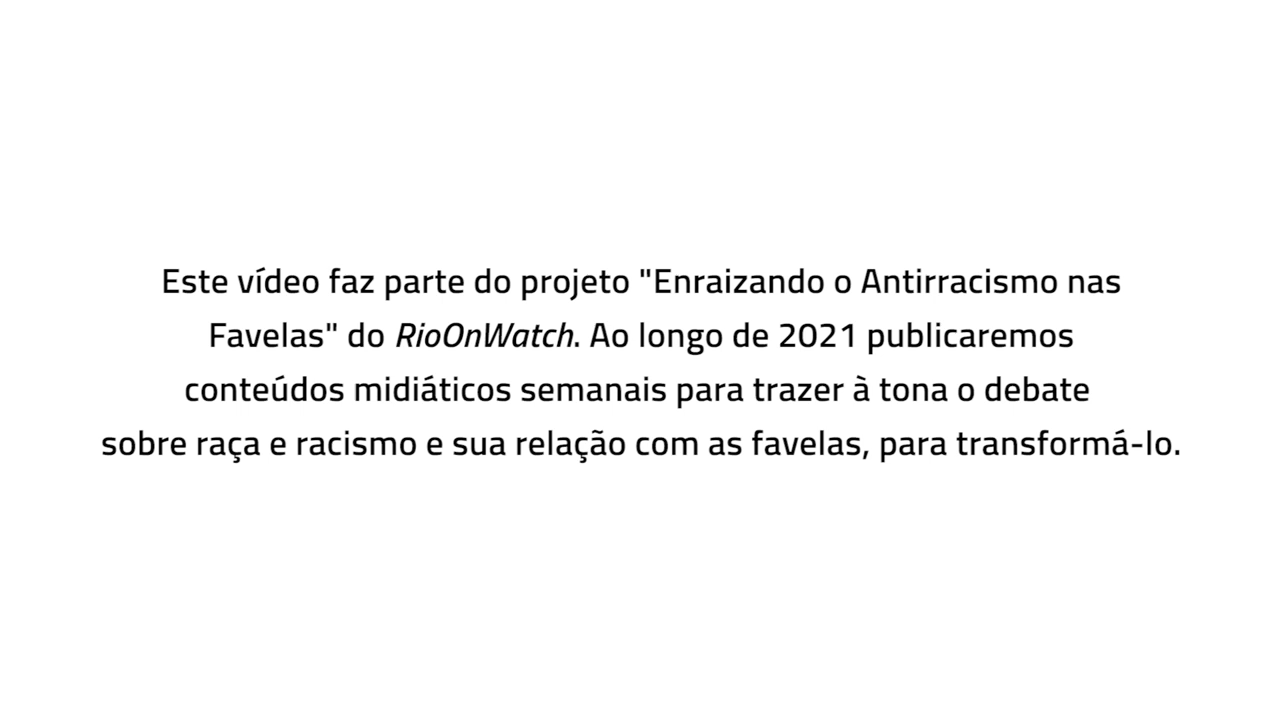 Este vídeo faz parte do projeto "Enraizando o Antirracismo nas
Favelas" do RioOnWatch. Ao longo de 2021 publicaremos
conteúdos midiáticos semanais para trazer à tona o debate
sobre raça e racismo e sua relação com as favelas, para transformá-lo.